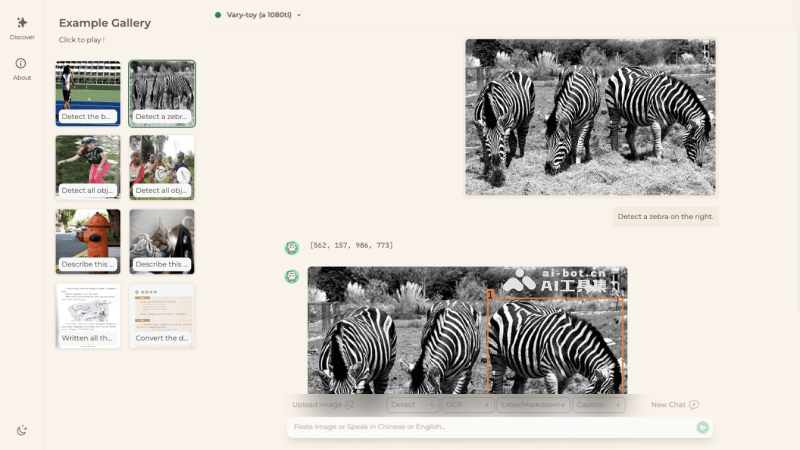 Discover
About
Example Gallery
Click to play !
Detect the b...
Detect a zebr...
Detect all obj...
Detect all obj...
Describe this ...
Describe this ...
Written all th...
Convert the d...
Vary-toy (a 1080ti)
Detect a zebra on the right.
[562, 157, 986, 773]
ai-bot.cn
AI工具集
1
Upload image
Detect
OCR
Latex/Markdown
Caption
New Chat
Paste Image or Speak in Chinese or English...